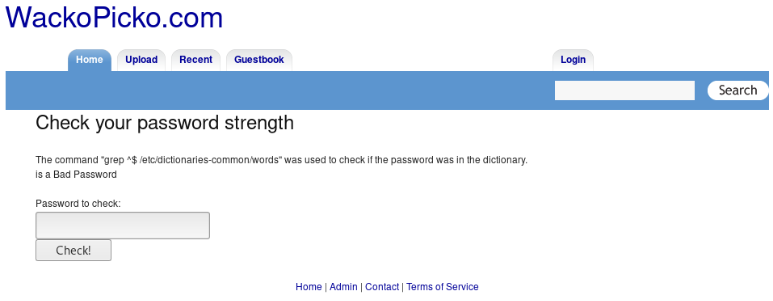 WackoPicko.com
Home Upload Recent Guestbook Login
Search
Check your password strength
The command "grep ^$ /etc/dictionaries-common/words" was used to check if the password was in the dictionary.
is a Bad Password
Password to check:
Check!
Home | Admin | Contact | Terms of Service